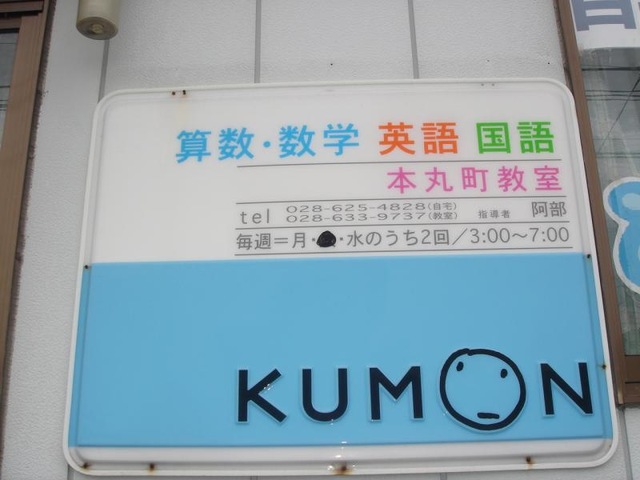 算数・数学 英語 国語
本丸町教室
tel 028-625-4828(自宅)
028-633-9737(教室) 指導者 阿部
毎週=月・・水のうち2回/3:00〜7:00
KUMON